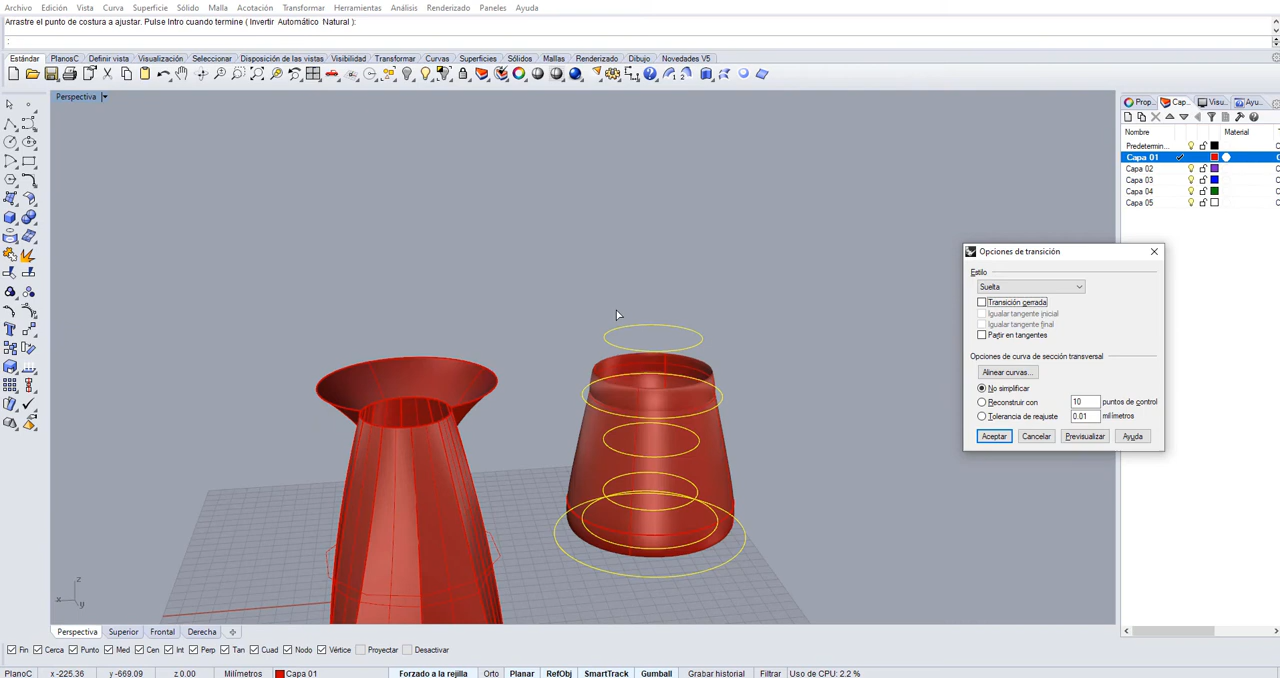 Archivo Edición Vista Curva Superficie Sólido Malla Acotación Transformar Herramientas Análisis Renderizado Paneles Ayuda
Arrastre el punto de costura a ajustar. Pulse Intro cuando termine ( Invertir Automático Natural ):
:
Estándar PlanosC Definir vista Visualización Seleccionar Disposición de las vistas Visibilidad Transformar Curvas Superficies Sólidos Mallas Renderizado Dibujo Novedades V5
Perspectiva
Prop... Cap... Visu... Ayu...
Nombre Material
Predetermin...
Capa 01
Capa 02
Capa 03
Capa 04
Capa 05
Opciones de transición
Estilo
Suelta
Transición cerrada
Igualar tangente inicial
Igualar tangente final
Partir en tangentes
Opciones de curva de sección transversal
Alinear curvas...
No simplificar
Reconstruir con 10 puntos de control
Tolerancia de reajuste 0.01 milímetros
Aceptar Cancelar Previsualizar Ayuda
z
x y
Perspectiva Superior Frontal Derecha
Fin Cerca Punto Med Cen Int Perp Tan Cuad Nodo Vértice Proyectar Desactivar
PlanoC x -225.36 y -669.09 z 0.00 Milímetros Capa 01 Forzado a la rejilla Orto Planar RefObj SmartTrack Gumball Grabar historial Filtrar Uso de CPU: 2.2 %